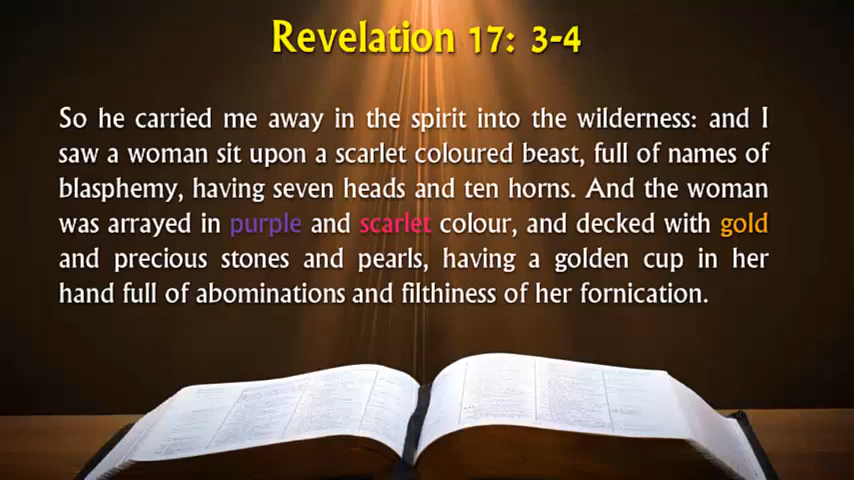 Revelation 17: 3-4
So he carried me away in the spirit into the wilderness: and I
saw a woman sit upon a scarlet coloured beast, full of names of
blasphemy, having seven heads and ten horns. And the woman
was arrayed in purple and scarlet colour, and decked with gold
and precious stones and pearls, having a golden cup in her
hand full of abominations and filthiness of her fornication.